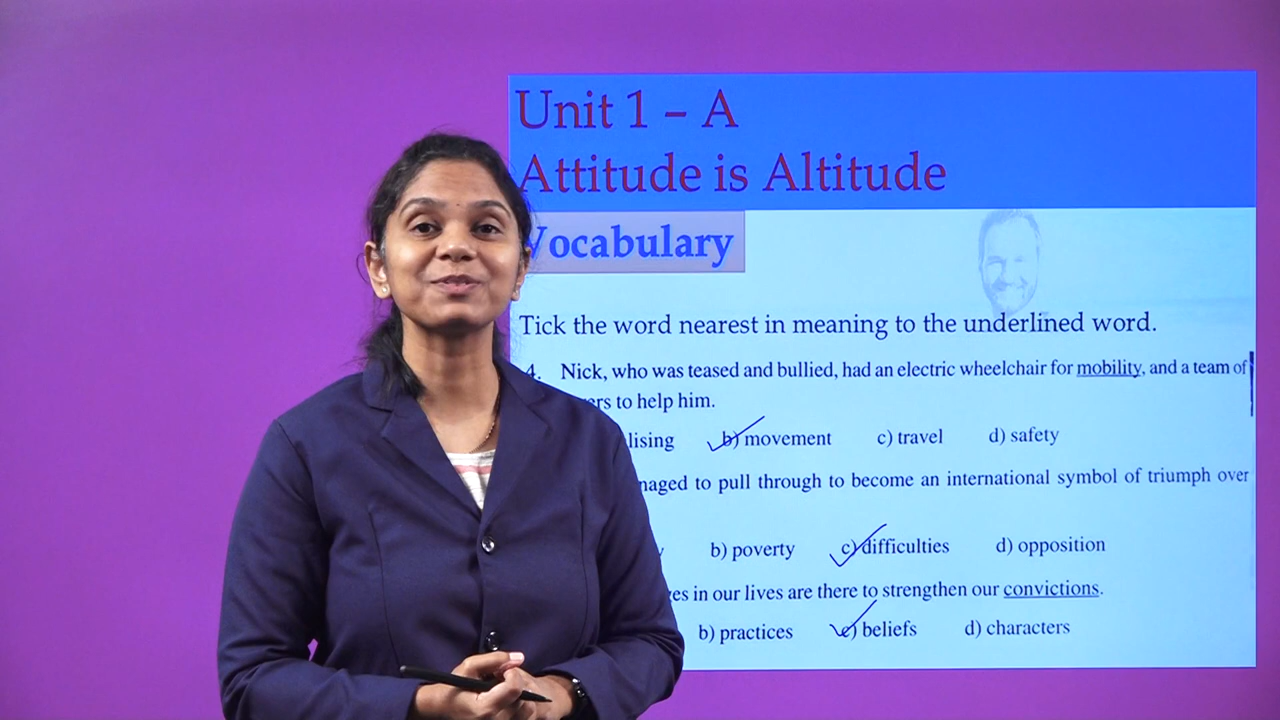 Unit 1 – A
Attitude is Altitude
Vocabulary
Tick the word nearest in meaning to the underlined word.
4. Nick, who was teased and bullied, had an electric wheelchair for mobility, and a team of
to help him.
b) movement c) travel d) safety
to pull through to become an international symbol of triumph over
b) poverty c) difficulties d) opposition
in our lives are there to strengthen our convictions.
b) practices c) beliefs d) characters